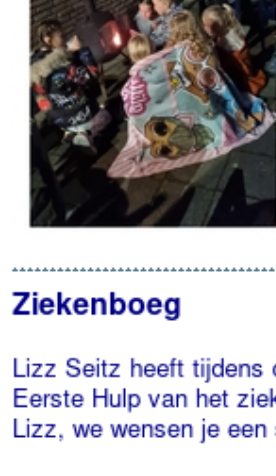 Ziekenboeg
Lizz Seitz heeft tijdens
Eerste Hulp van het
Lizz, we wensen je een